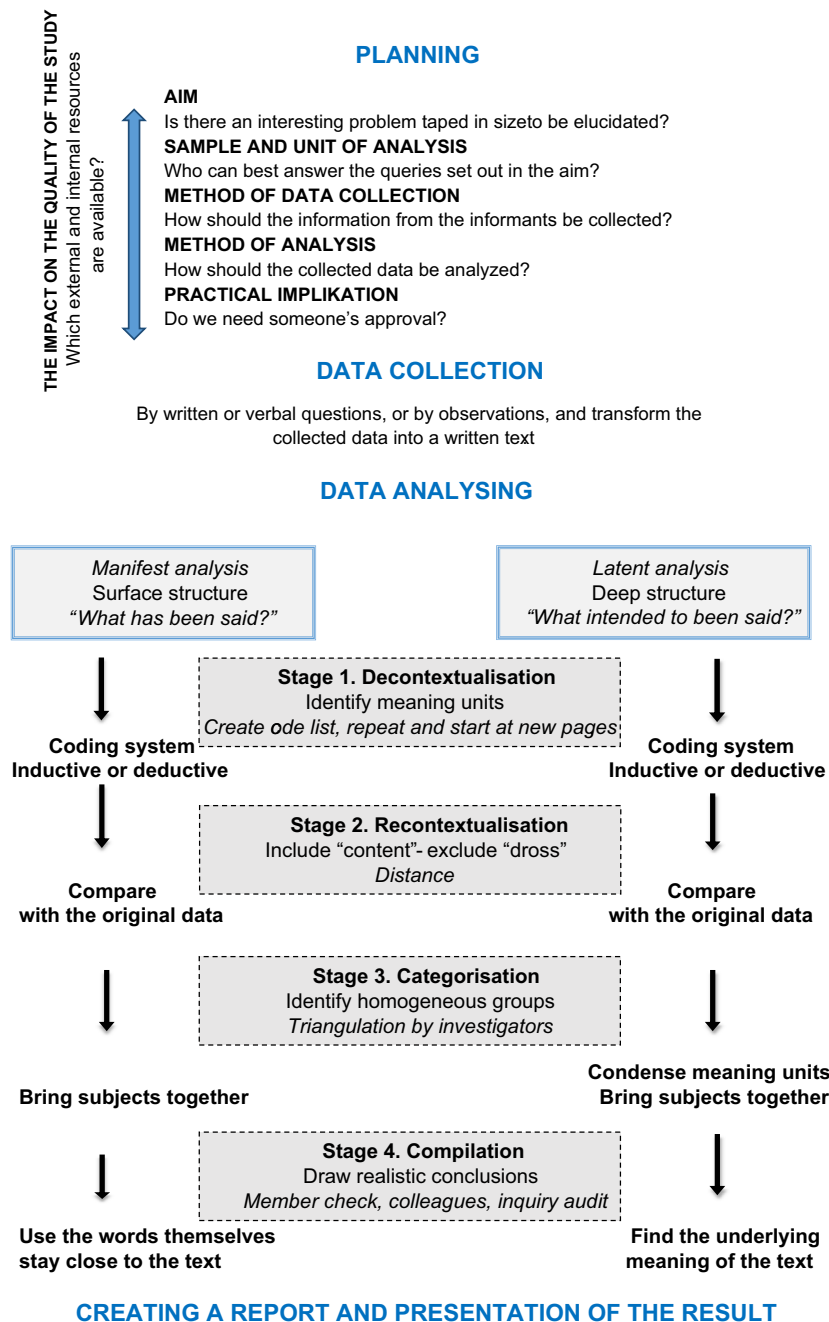 THE IMPACT ON THE QUALITY OF THE STUDY
Which external and internal resources
are available?
PLANNING
AIM
Is there an interesting problem taped in sizeto be elucidated?
SAMPLE AND UNIT OF ANALYSIS
Who can best answer the queries set out in the aim?
METHOD OF DATA COLLECTION
How should the information from the informants be collected?
METHOD OF ANALYSIS
How should the collected data be analyzed?
PRACTICAL IMPLIKATION
Do we need someone's approval?
DATA COLLECTION
By written or verbal questions, or by observations, and transform the
collected data into a written text
DATA ANALYSING
Manifest analysis
Surface structure
“What has been said?”
Latent analysis
Deep structure
“What intended to been said?”
Stage 1. Decontextualisation
Identify meaning units
Create ode list, repeat and start at new pages
Coding system
Inductive or deductive
Coding system
Inductive or deductive
Stage 2. Recontextualisation
Include “content”- exclude “dross”
Distance
Compare
with the original data
Compare
with the original data
Stage 3. Categorisation
Identify homogeneous groups
Triangulation by investigators
Bring subjects together
Condense meaning units
Bring subjects together
Stage 4. Compilation
Draw realistic conclusions
Member check, colleagues, inquiry audit
Use the words themselves
stay close to the text
Find the underlying
meaning of the text
CREATING A REPORT AND PRESENTATION OF THE RESULT